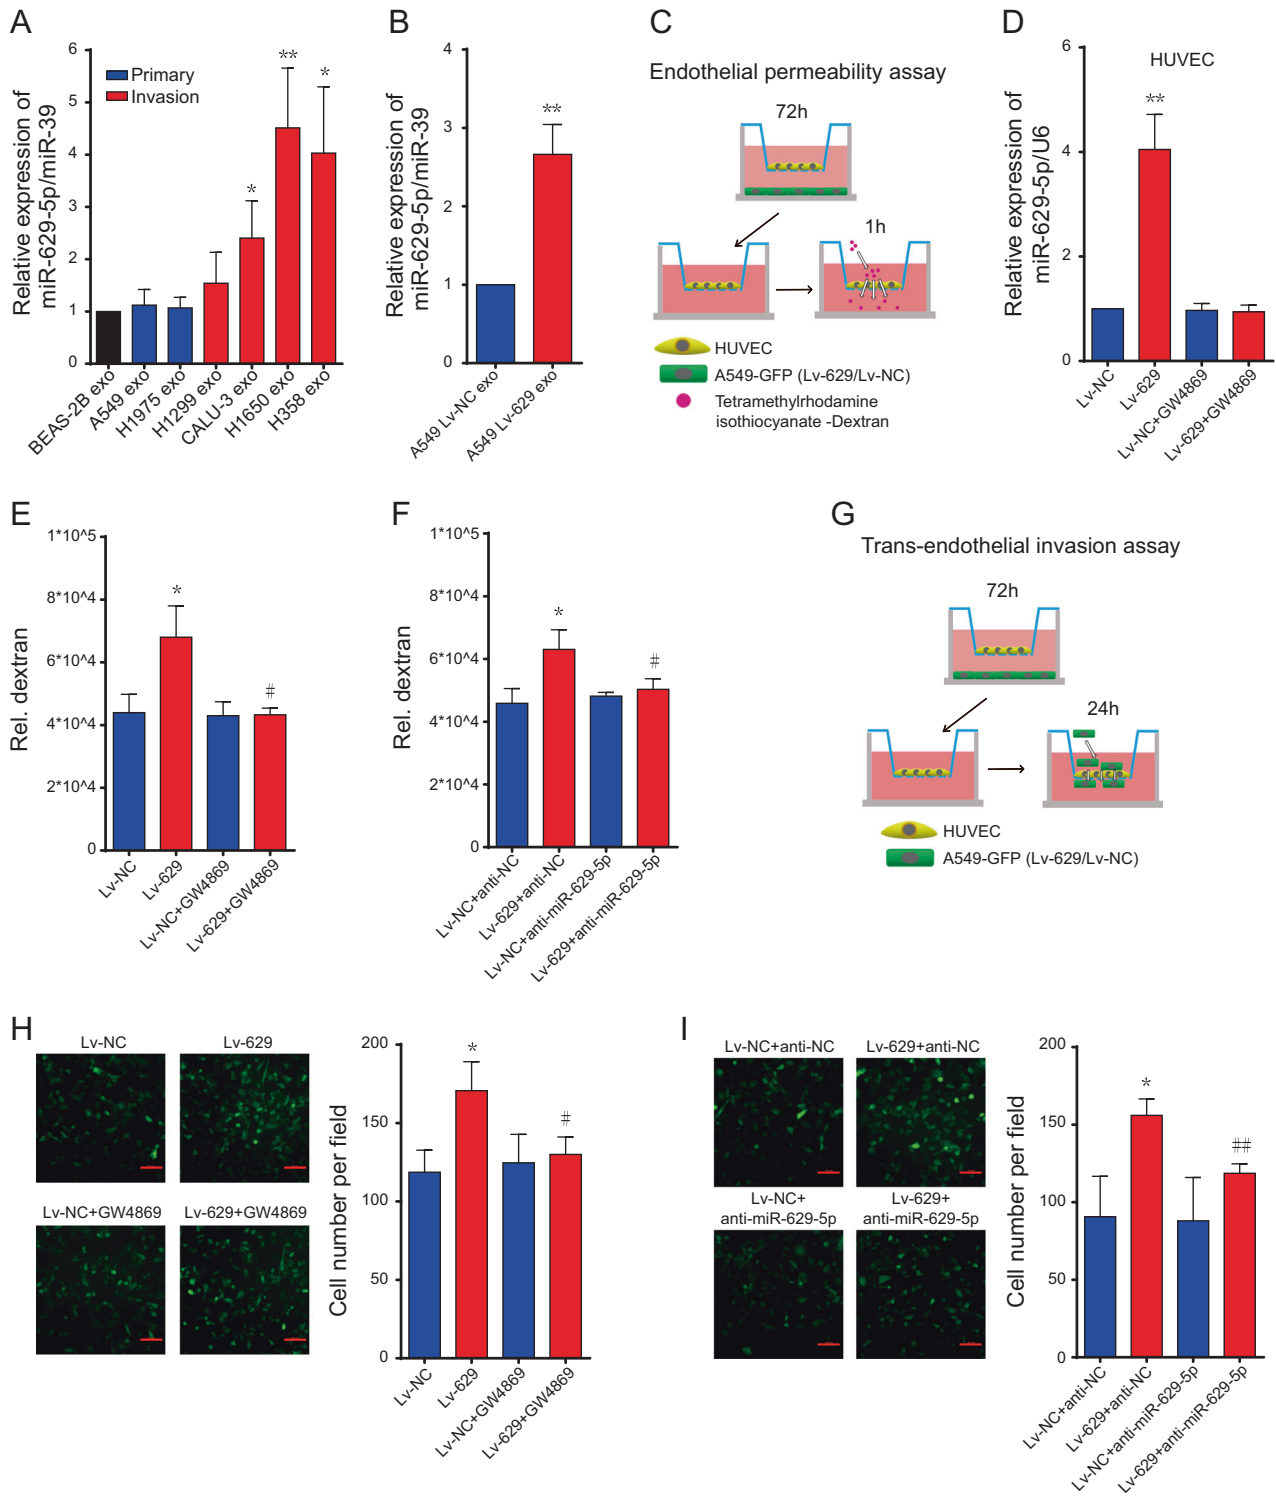 A
Relative expression of
miR-629-5p/miR-39
6
5
4
3
2
1
0
Primary
Invasion
**
*
*
BEAS-2B exo
A549 exo
H1975 exo
H1299 exo
CALU-3 exo
H1650 exo
H358 exo
B
Relative expression of
miR-629-5p/miR-39
4
3
2
1
0
**
A549 Lv-NC exo
A549 Lv-629 exo
C
Endothelial permeability assay
72h
1h
HUVEC
A549-GFP (Lv-629/Lv-NC)
Tetramethylrhodamine
isothiocyanate -Dextran
D
HUVEC
Relative expression of
miR-629-5p/U6
6
4
2
0
**
Lv-NC
Lv-629
Lv-NC+GW4869
Lv-629+GW4869
E
Rel. dextran
1*10^5
8*10^4
6*10^4
4*10^4
2*10^4
0
*
#
Lv-NC
Lv-629
Lv-NC+GW4869
Lv-629+GW4869
F
Rel. dextran
1*10^5
8*10^4
6*10^4
4*10^4
2*10^4
0
*
#
Lv-NC+anti-NC
Lv-629+anti-NC
Lv-NC+anti-miR-629-5p
Lv-629+anti-miR-629-5p
G
Trans-endothelial invasion assay
72h
24h
HUVEC
A549-GFP (Lv-629/Lv-NC)
H
Lv-NC
Lv-629
Lv-NC+GW4869
Lv-629+GW4869
Cell number per field
200
150
100
50
0
*
#
Lv-NC
Lv-629
Lv-NC+GW4869
Lv-629+GW4869
I
Lv-NC+anti-NC
Lv-629+anti-NC
Lv-NC+
anti-miR-629-5p
Lv-629+
anti-miR-629-5p
Cell number per field
200
150
100
50
0
*
##
Lv-NC+anti-NC
Lv-629+anti-NC
Lv-NC+anti-miR-629-5p
Lv-629+anti-miR-629-5p